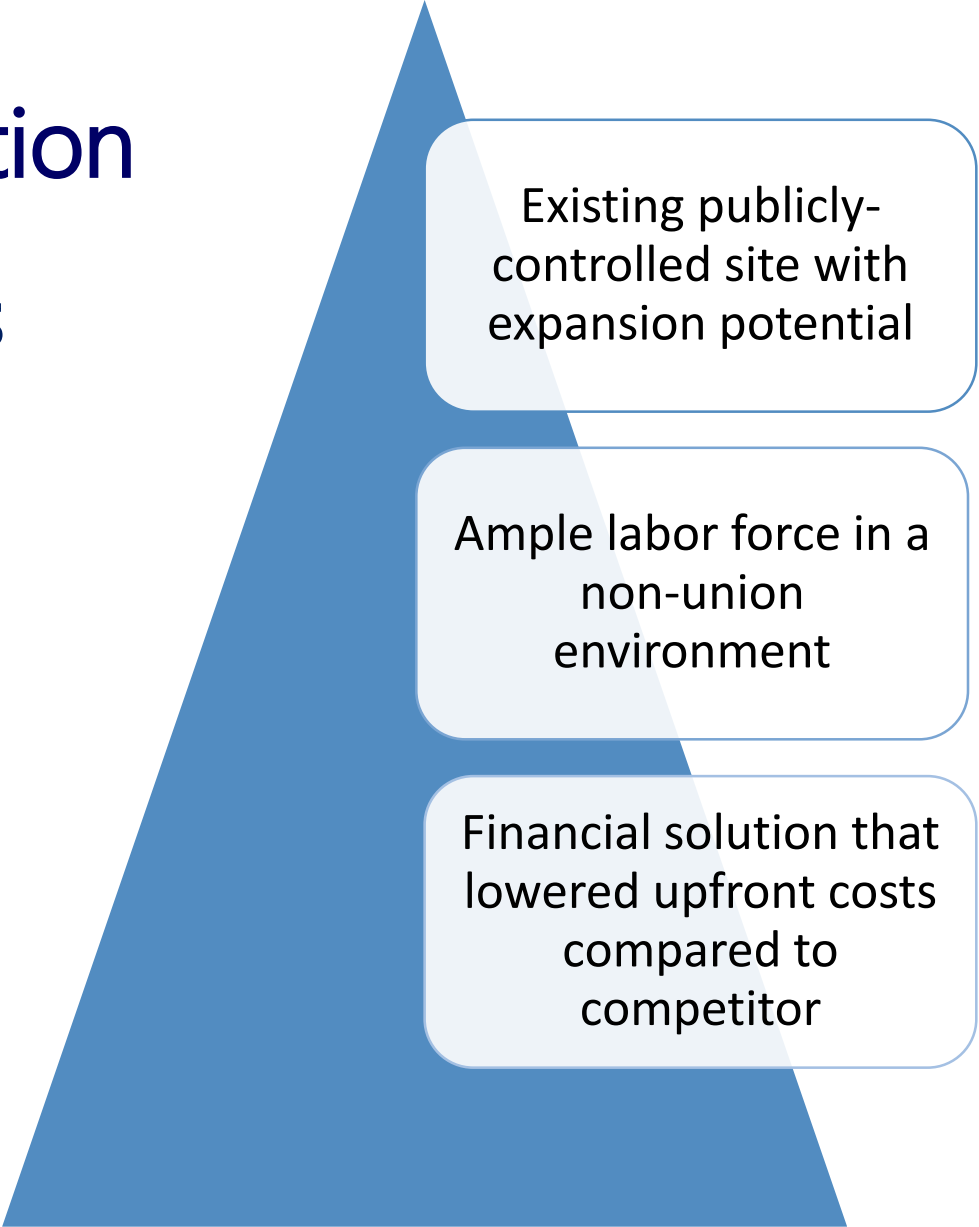 tion
s
Existing publicly-
controlled site with
expansion potential
Ample labor force in a
non-union
environment
Financial solution that
lowered upfront costs
compared to
competitor